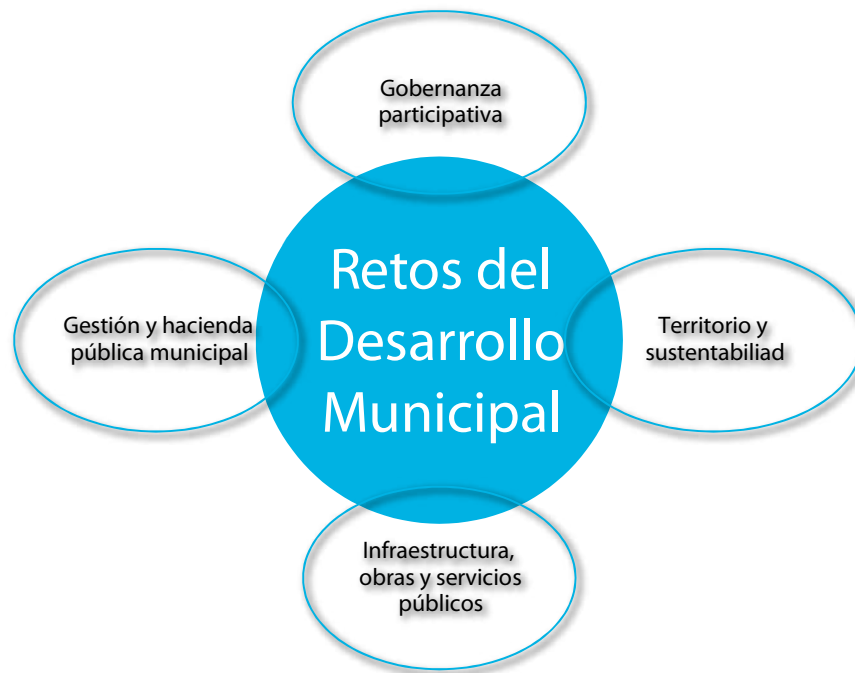 Gobernanza
participativa
Retos del
Desarrollo
Municipal
Gestión y hacienda
pública municipal
Territorio y
sustentabiliad
Infraestructura,
obras y servicios
públicos